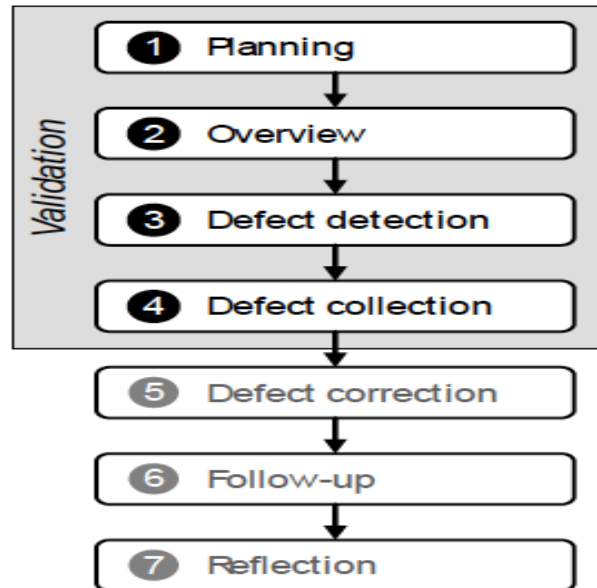 Validation
1 Planning
2 Overview
3 Defect detection
4 Defect collection
5 Defect correction
6 Follow-up
7 Reflection